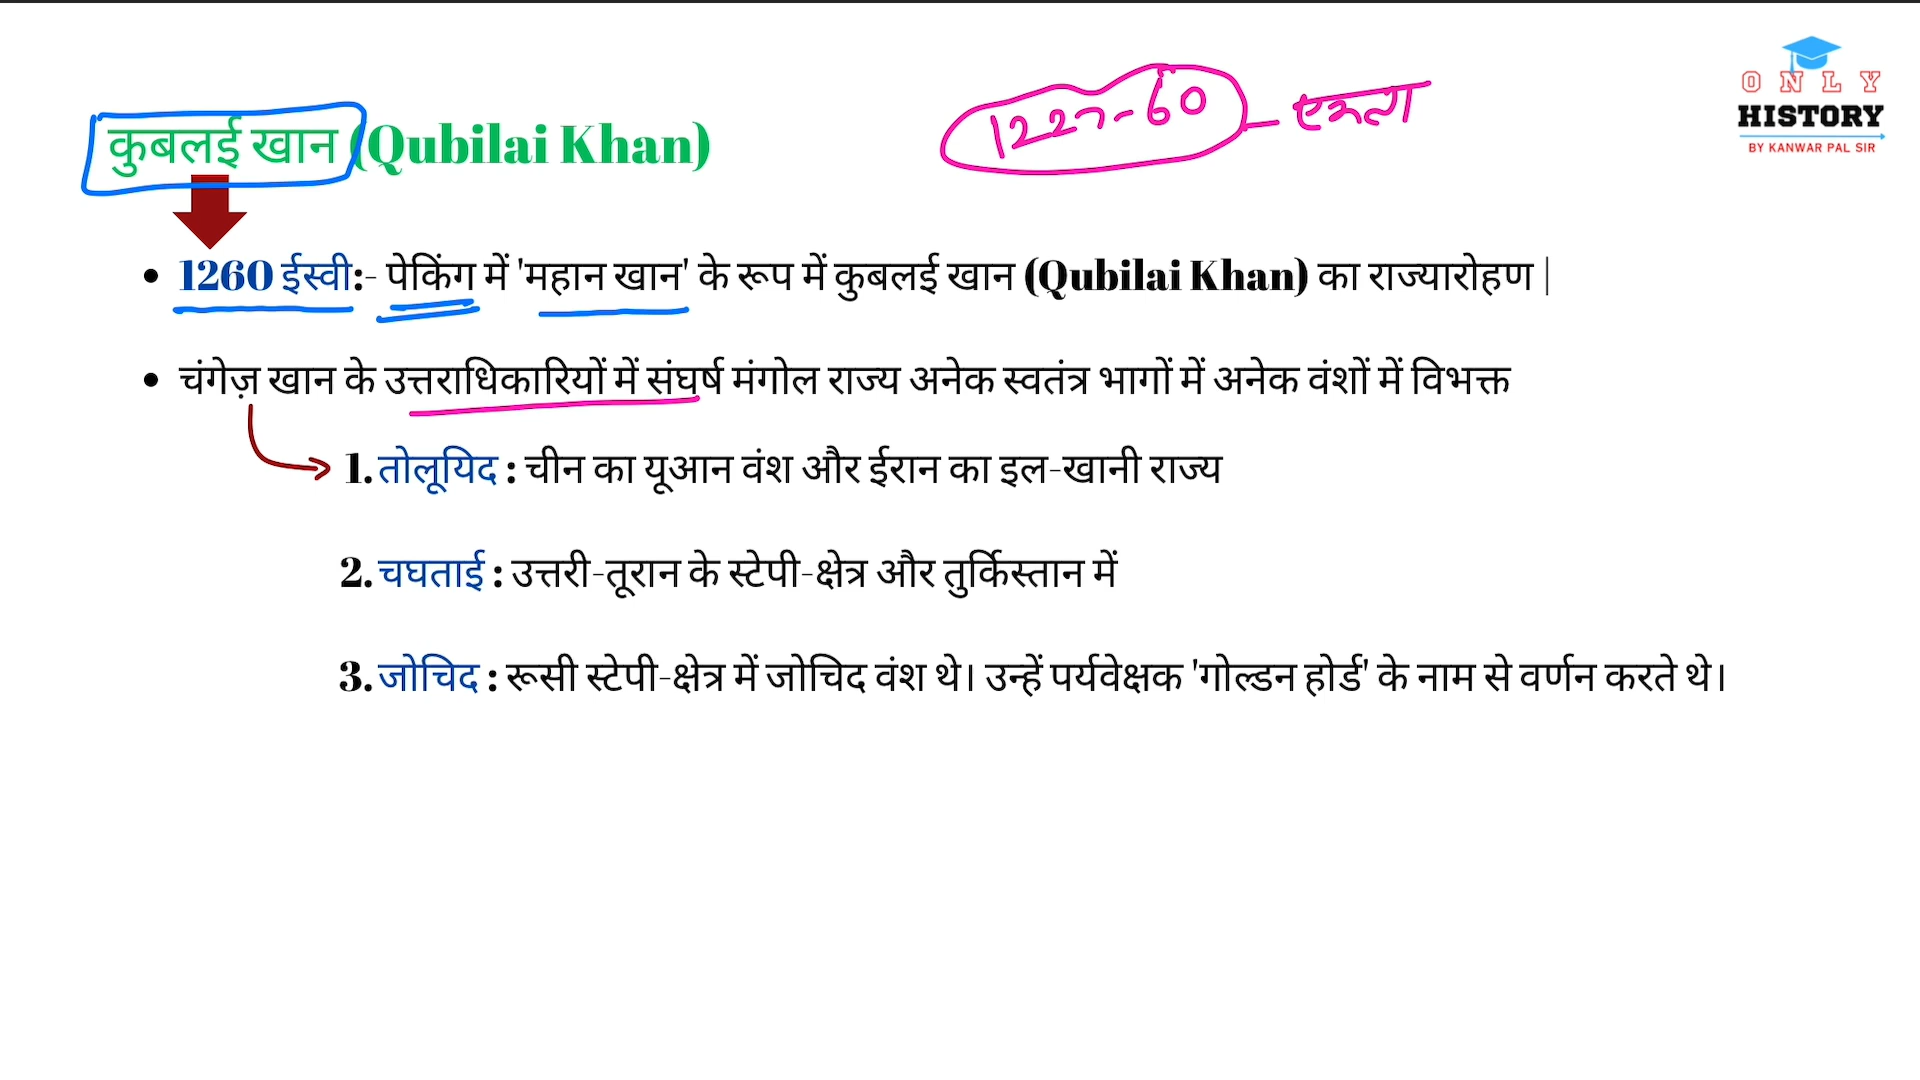 1227-60 - एकता
ONLY
HISTORY
BY KANWAR PAL SIR
कुबलई खान (Qubilai Khan)
• 1260 ईस्वी:- पेकिंग में 'महान खान' के रूप में कुबलई खान (Qubilai Khan) का राज्यारोहण |
• चंगेज़ खान के उत्तराधिकारियों में संघर्ष मंगोल राज्य अनेक स्वतंत्र भागों में अनेक वंशों में विभक्त
1. तोलूयिद : चीन का यूआन वंश और ईरान का इल-खानी राज्य
2. चघताई : उत्तरी-तूरान के स्टेपी-क्षेत्र और तुर्किस्तान में
3. जोचिद : रूसी स्टेपी-क्षेत्र में जोचिद वंश थे। उन्हें पर्यवेक्षक 'गोल्डन होर्ड' के नाम से वर्णन करते थे।